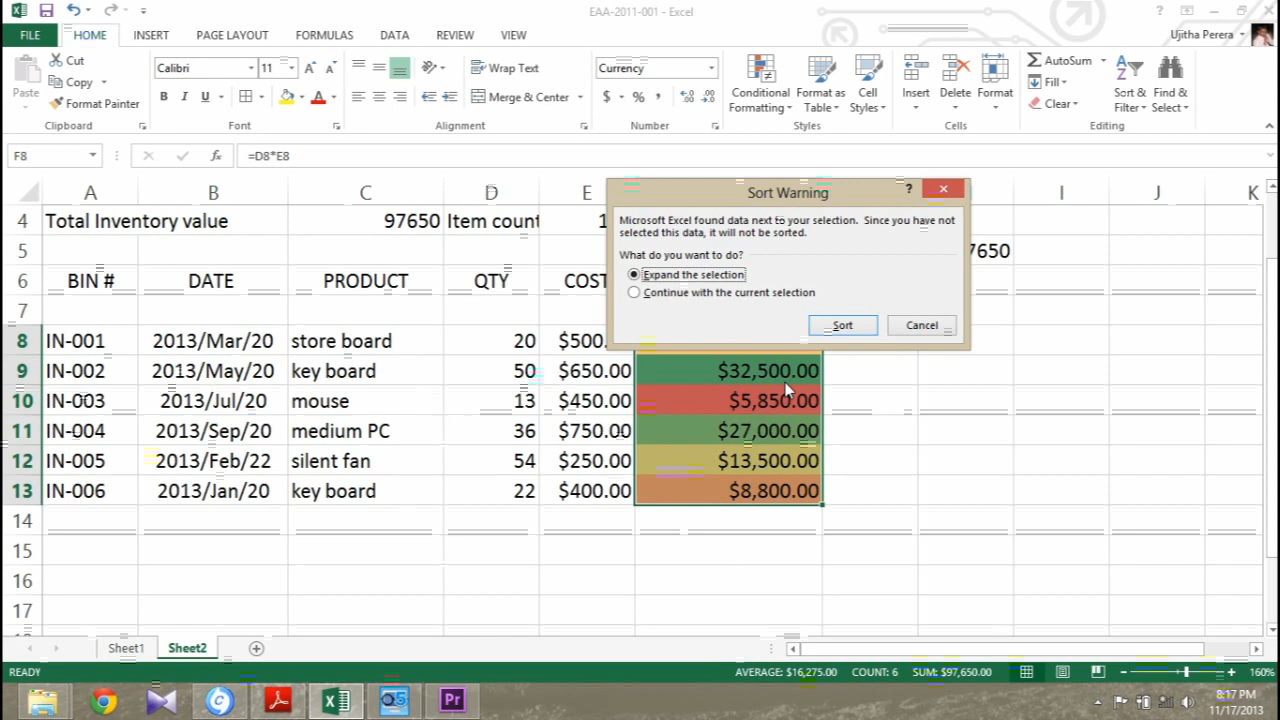 EAA-2011-001 - Excel
FILE HOME INSERT PAGE LAYOUT FORMULAS DATA REVIEW VIEW Ujitha Perera
Paste Cut Copy Format Painter Clipboard
Calibri 11 B I U A Font
Wrap Text Merge & Center Alignment
Currency $ % , Number
Conditional Formatting Format as Table Cell Styles Styles
Insert Delete Format Cells
AutoSum Fill Clear Sort & Filter Find & Select Editing
F8 fx =D8*E8
A B C D E I J K
4 Total Inventory value 97650 Item count 1
5
6 BIN # DATE PRODUCT QTY COST
7
8 IN-001 2013/Mar/20 store board 20 $500.
9 IN-002 2013/May/20 key board 50 $650.00 $32,500.00
10 IN-003 2013/Jul/20 mouse 13 $450.00 $5,850.00
11 IN-004 2013/Sep/20 medium PC 36 $750.00 $27,000.00
12 IN-005 2013/Feb/22 silent fan 54 $250.00 $13,500.00
13 IN-006 2013/Jan/20 key board 22 $400.00 $8,800.00
14
15
16
17
Sort Warning
Microsoft Excel found data next to your selection. Since you have not
selected this data, it will not be sorted.
What do you want to do?
Expand the selection
Continue with the current selection
Sort Cancel
Sheet1 Sheet2
READY AVERAGE: $16,275.00 COUNT: 6 SUM: $97,650.00 160%
Pr
8:17 PM
11/17/2013